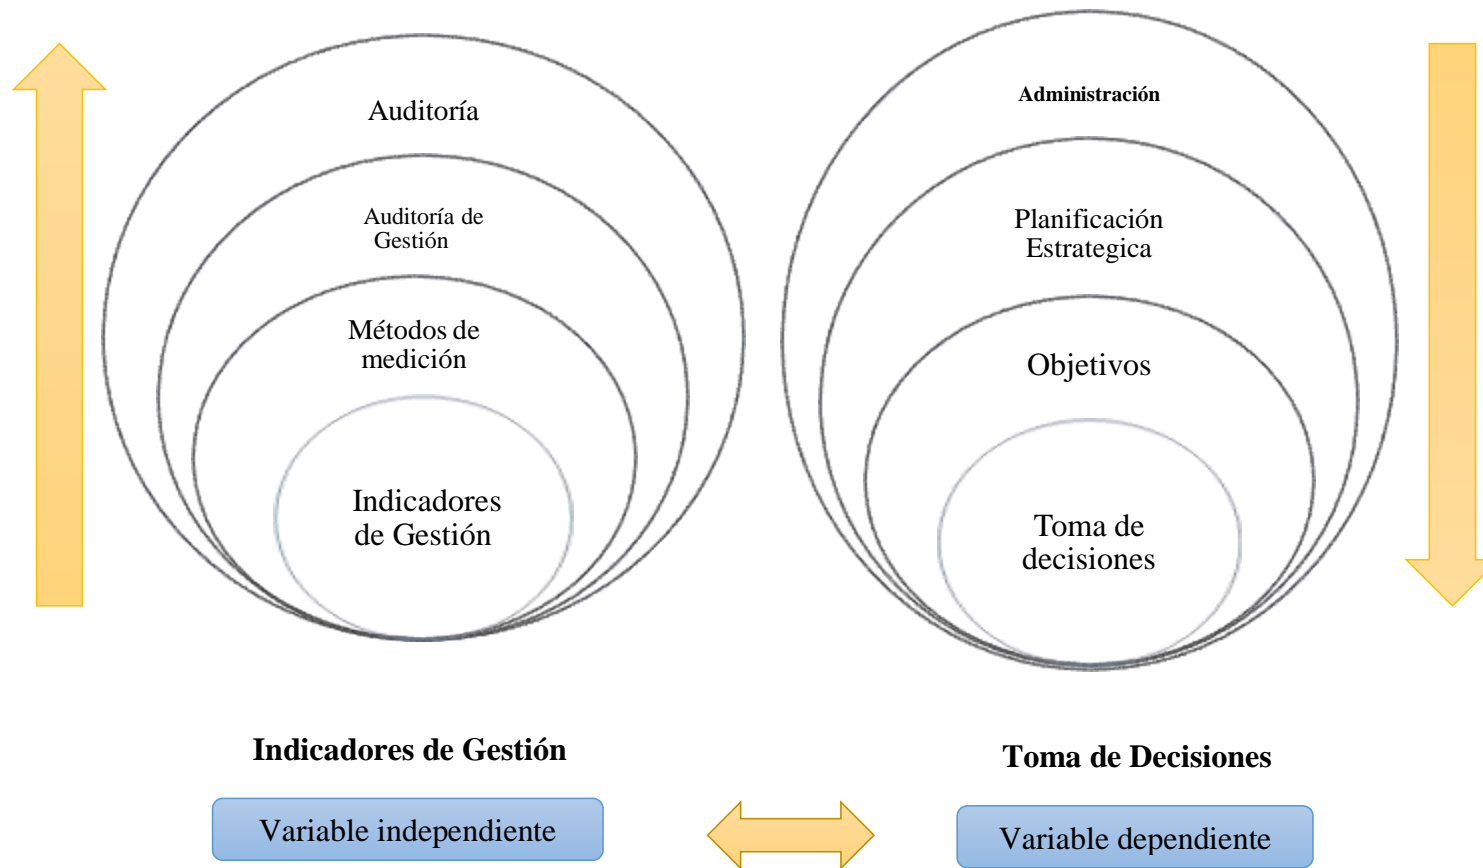 Auditoría
Auditoría de
Gestión
Métodos de
medición
Indicadores
de Gestión
Administración
Planificación
Estrategica
Objetivos
Toma de
decisiones
Indicadores de Gestión
Toma de Decisiones
Variable independiente
Variable dependiente